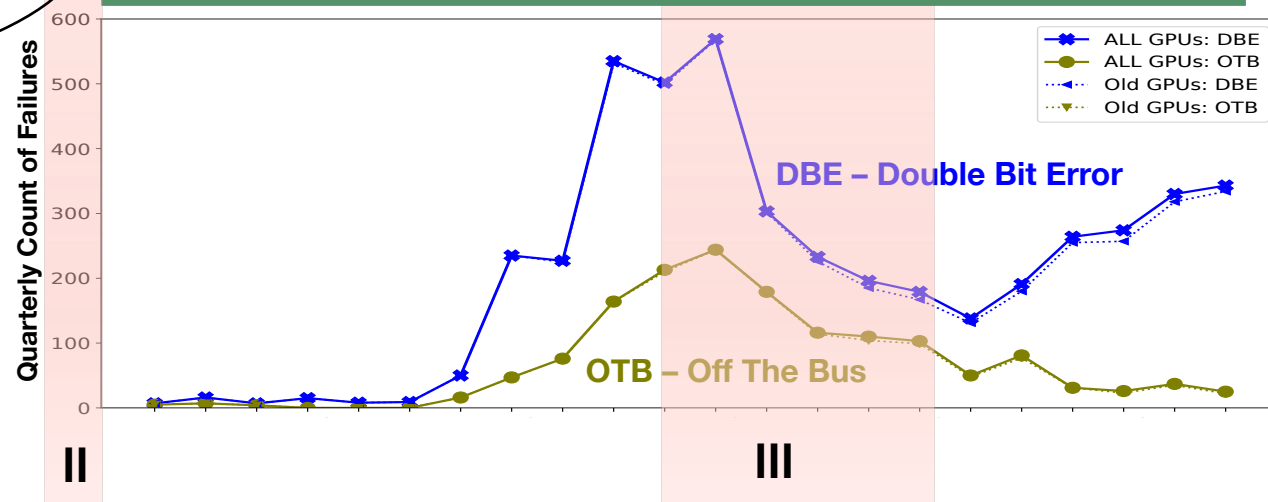 600
500
400
300
200
100
0
Quarterly Count of Failures
ALL GPUs: DBE
ALL GPUs: OTB
Old GPUs: DBE
Old GPUs: OTB
DBE – Double Bit Error
OTB – Off The Bus
II
III